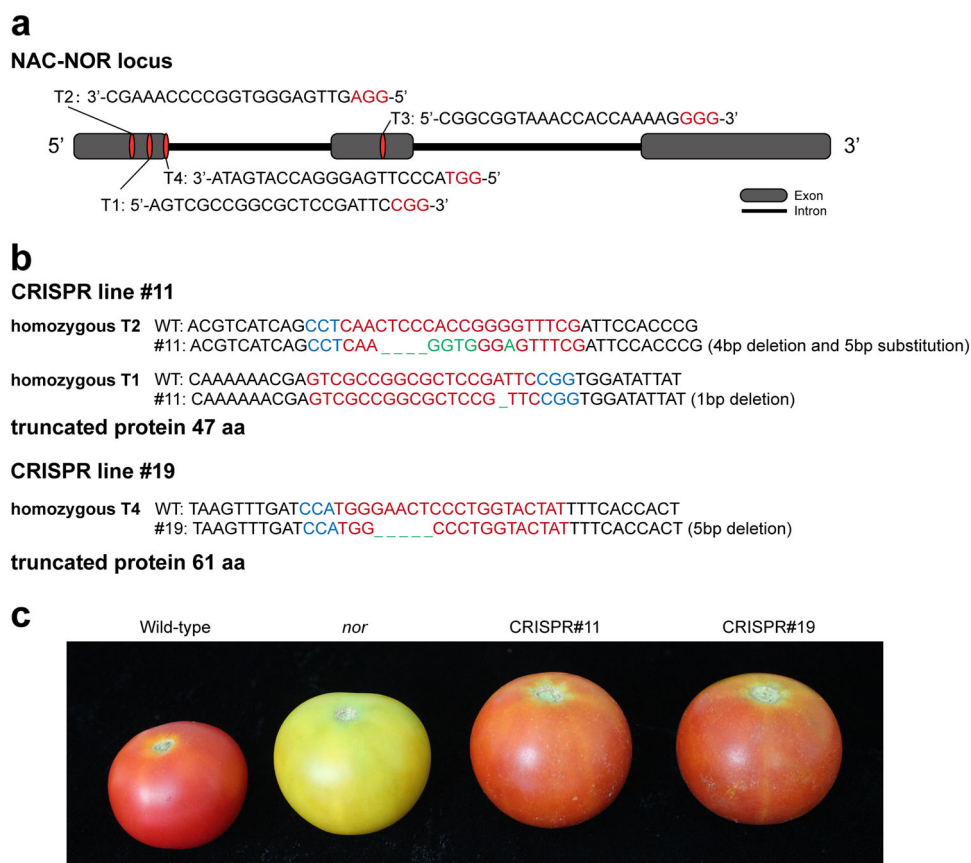 a
NAC-NOR locus
T2: 3'-CGAAACCCCGGTGGGAGTTGAGG-5'
T3: 5'-CGGCGGTAAACCACCAAAAGGGG-3'
5'
3'
T4: 3'-ATAGTACCAGGGAGTTCCCATGG-5'
T1: 5'-AGTCGCCGGCGCTCCGATTCCGG-3'
Exon
Intron
b
CRISPR line #11
homozygous T2 WT: ACGTCATCAGCCTCAACTCCCACCGGGGTTTCGATTCCACCCG
#11: ACGTCATCAGCCTCAA_ _ _ _GGTGGGAGTTTCGATTCCACCCG (4bp deletion and 5bp substitution)
homozygous T1 WT: CAAAAAACGAGTCGCCGGCGCTCCGATTCCGGTGGATATTAT
#11: CAAAAAACGAGTCGCCGGCGCTCCG_TTCCGGTGGATATTAT (1bp deletion)
truncated protein 47 aa
CRISPR line #19
homozygous T4 WT: TAAGTTTGATCCATGGGAACTCCCTGGTACTATTTTCACCACT
#19: TAAGTTTGATCCATGG_ _ _ _ _CCCTGGTACTATTTTCACCACT (5bp deletion)
truncated protein 61 aa
c
Wild-type nor CRISPR#11 CRISPR#19